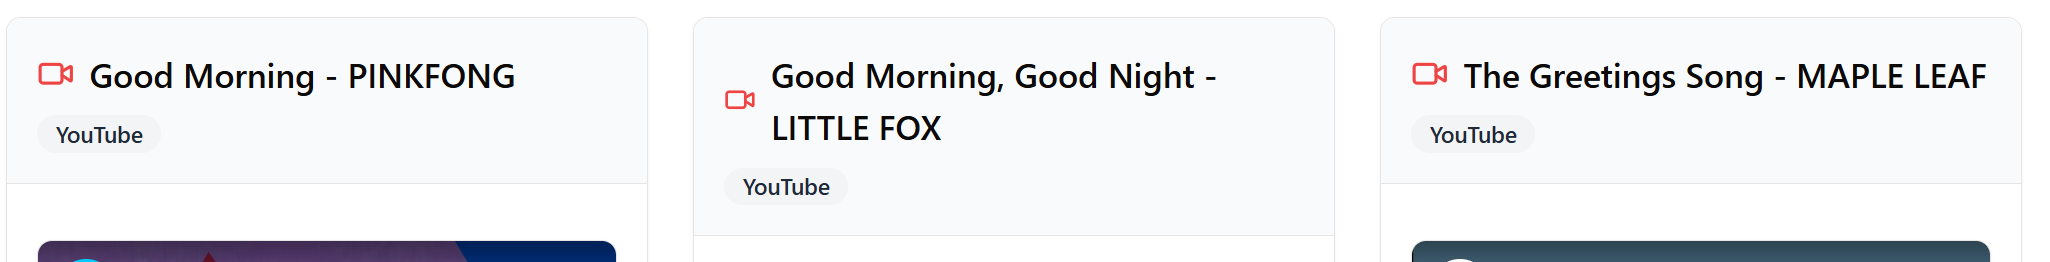 Good Morning - PINKFONG
YouTube
Good Morning, Good Night -
LITTLE FOX
YouTube
The Greetings Song - MAPLE LEAF
YouTube